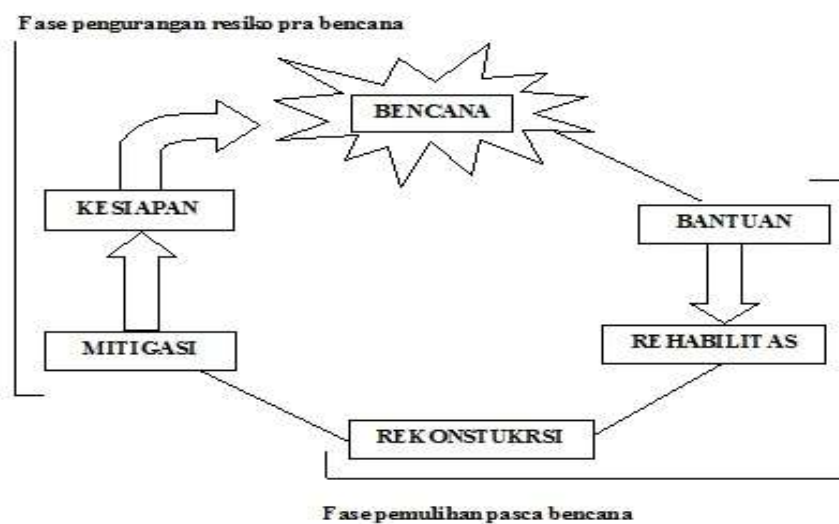 Fase pengurangan resiko pra bencana
BENCANA
KESIAPAN
BANTUAN
MITIGASI
REHABILITAS
REKONSTUKRSI
Fase pemulihan pasca bencana